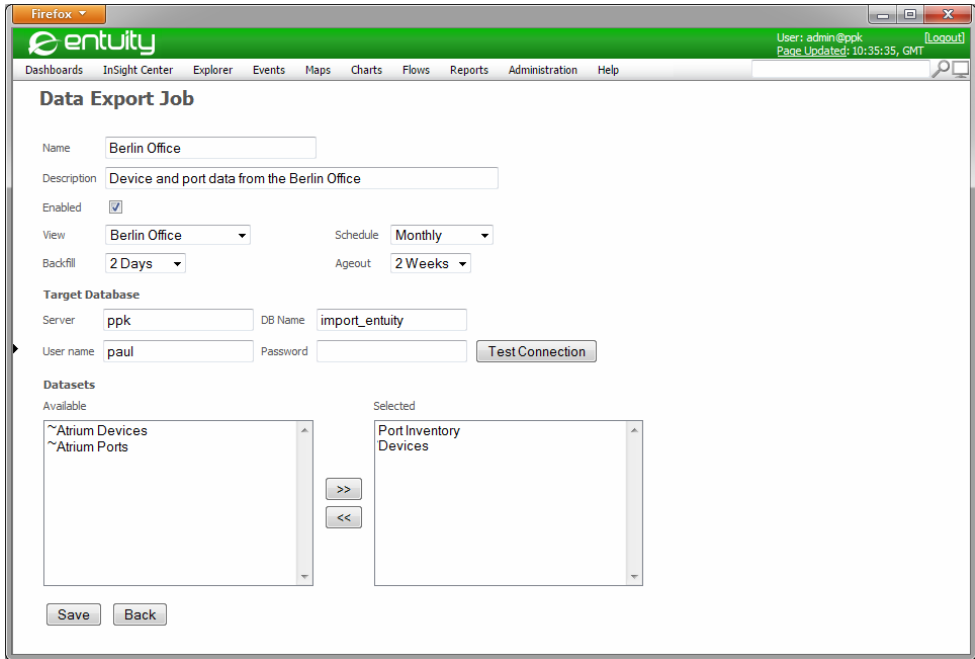 Firefox
entuity
User: admin@ppk [Logout]
Page Updated: 10:35:35, GMT
Dashboards InSight Center Explorer Events Maps Charts Flows Reports Administration Help
Data Export Job
Name Berlin Office
Description Device and port data from the Berlin Office
Enabled
View Berlin Office Schedule Monthly
Backfill 2 Days Ageout 2 Weeks
Target Database
Server ppk DB Name import_entuity
User name paul Password Test Connection
Datasets
Available Selected
~Atrium Devices Port Inventory
~Atrium Ports Devices
>>
<<
Save Back